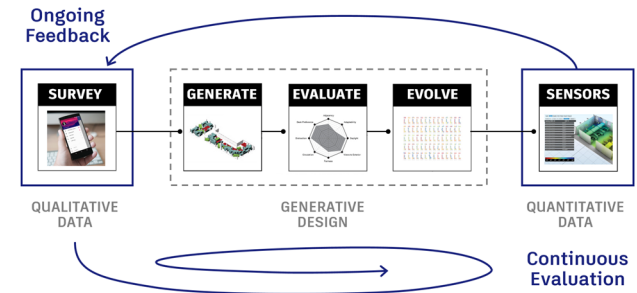 Ongoing
Feedback
SURVEY
GENERATE
EVALUATE
EVOLVE
SENSORS
QUALITATIVE
DATA
GENERATIVE
DESIGN
QUANTITATIVE
DATA
Continuous
Evaluation